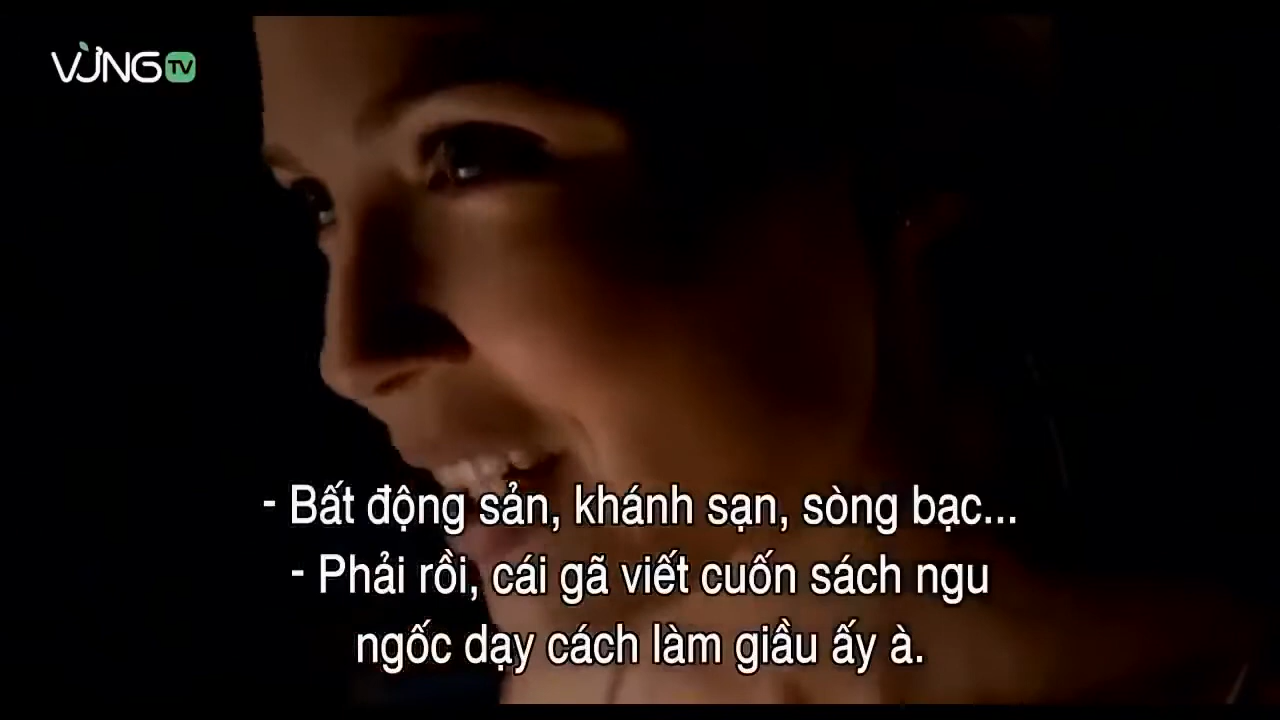 VỪNG TV
- Bất động sản, khánh sạn, sòng bạc...
- Phải rồi, cái gã viết cuốn sách ngu
ngốc dạy cách làm giầu ấy à.